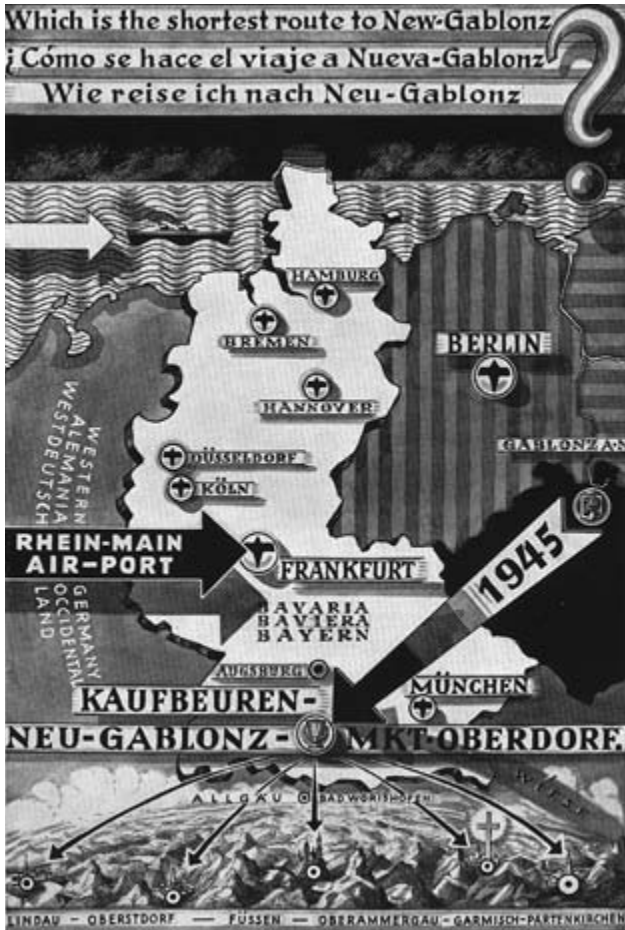 Which is the shortest route to New-Gablonz
¿Cómo se hace el viaje a Nueva-Gablonz
Wie reise ich nach Neu-Gablonz
?
HAMBURG
BREMEN
BERLIN
HANNOVER
GABLONZ A·N
DÜSSELDORF
KÖLN
WESTERN GERMANY
ALEMANIA OCCIDENTAL
WESTDEUTSCHLAND
RHEIN-MAIN
AIR-PORT
1945
FRANKFURT
BAVARIA
BAVIERA
BAYERN
AUGSBURG
MÜNCHEN
KAUFBEUREN-
NEU-GABLONZ-MKT·OBERDORF.
ALLGÄU BAD WÖRISHOFEN
LINDAU - OBERSTDORF - FÜSSEN - OBERAMMERGAU - GARMISCH-PARTENKIRCHEN